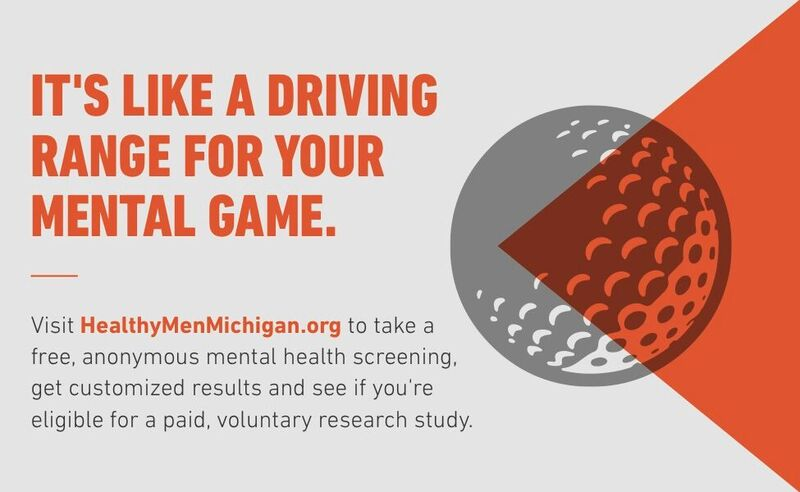 IT'S LIKE A DRIVING
RANGE FOR YOUR
MENTAL GAME.
Visit HealthyMenMichigan.org to take a
free, anonymous mental health screening,
get customized results and see if you're
eligible for a paid, voluntary research study.